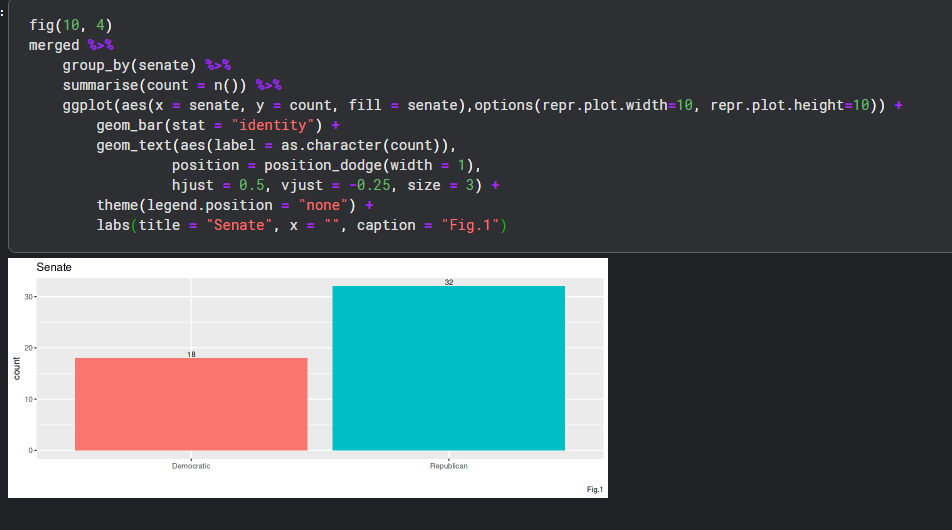 :
fig(10, 4)
merged %>%
    group_by(senate) %>%
    summarise(count = n()) %>%
    ggplot(aes(x = senate, y = count, fill = senate),options(repr.plot.width=10, repr.plot.height=10)) +
        geom_bar(stat = "identity") +
        geom_text(aes(label = as.character(count)),
                 position = position_dodge(width = 1),
                 hjust = 0.5, vjust = -0.25, size = 3) +
        theme(legend.position = "none") +
        labs(title = "Senate", x = "", caption = "Fig.1")
Senate
32
30
20
18
10
0
count
Democratic Republican
Fig.1